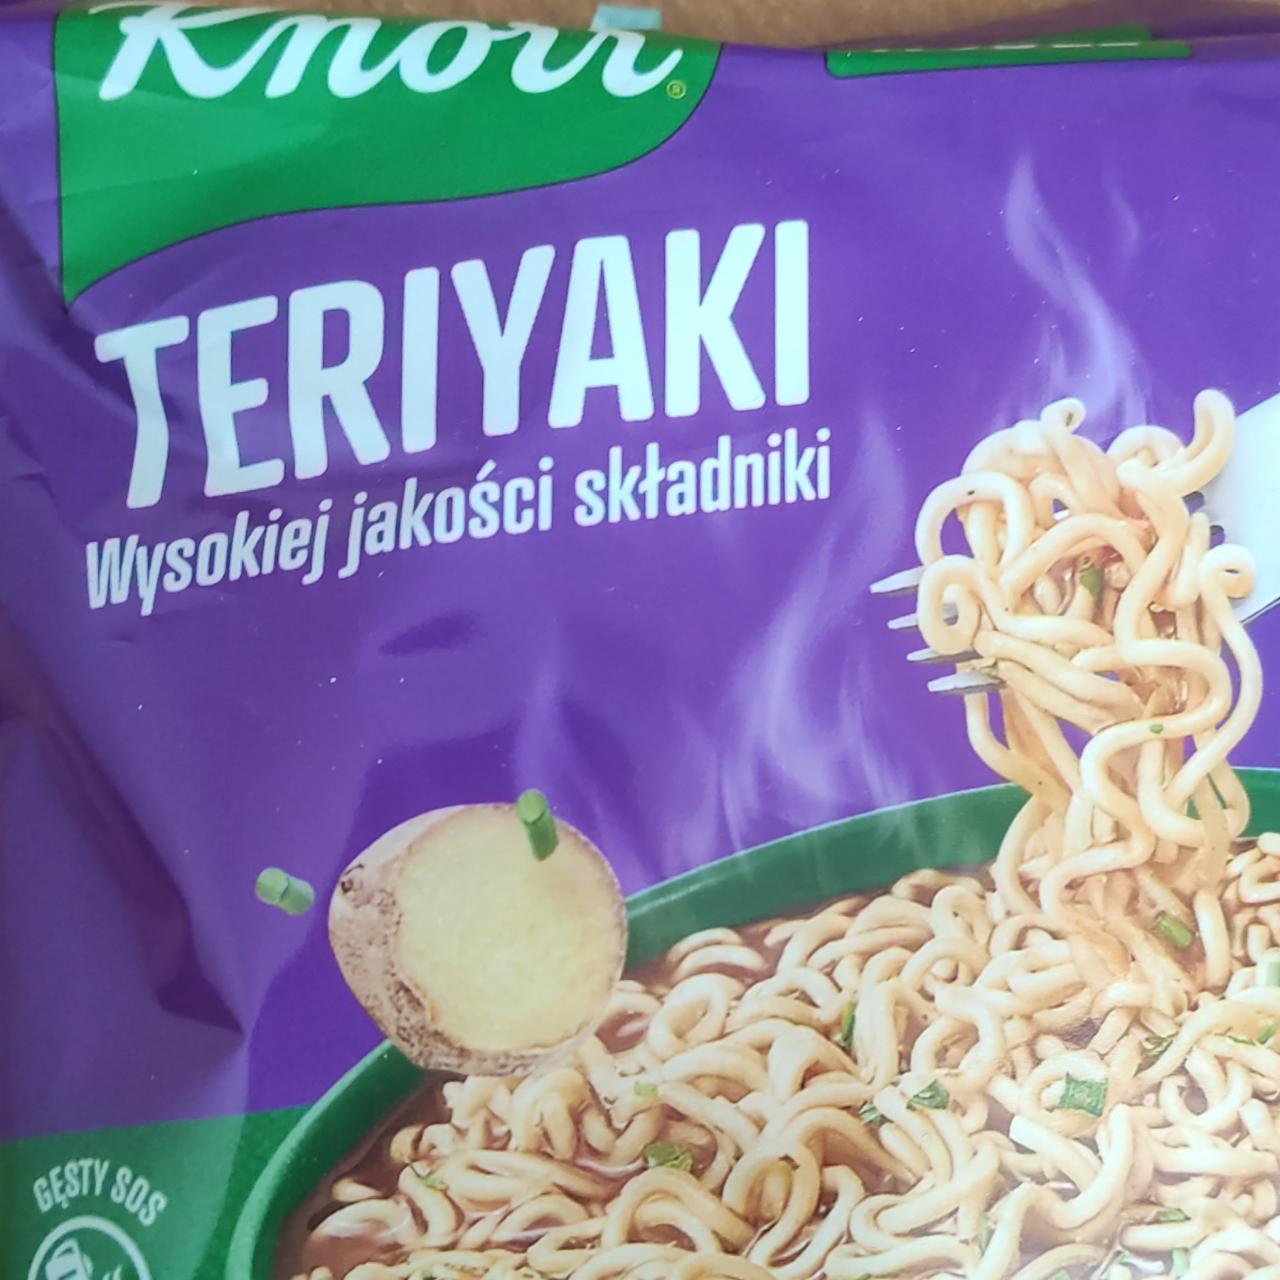 Knorr
TERIYAKI
Wysokiej jakości składniki
GĘSTY SOS